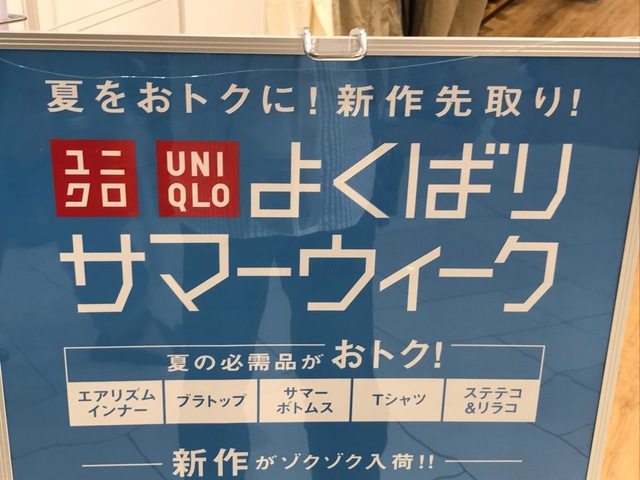 夏をおトクに!新作先取り!
ユニ
クロ
UNI
QLO
よくばり
サマーウィーク
夏の必需品がおトク!
エアリズム
インナー
ブラトップ
サマー
ボトムス
Tシャツ
ステテコ
&リラコ
新作がゾクゾク入荷!!